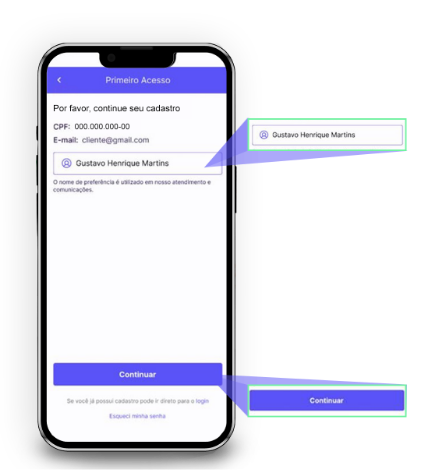 Primeiro Acesso
Por favor, continue seu cadastro
CPF: 000.000.000-00
E-mail: cliente@gmail.com
Gustavo Henrique Martins
O nome de preferência é utilizado em nosso atendimento e
comunicações.
Continuar
Se você já possui cadastro pode ir direto para o login
Esqueci minha senha
Gustavo Henrique Martins
Continuar